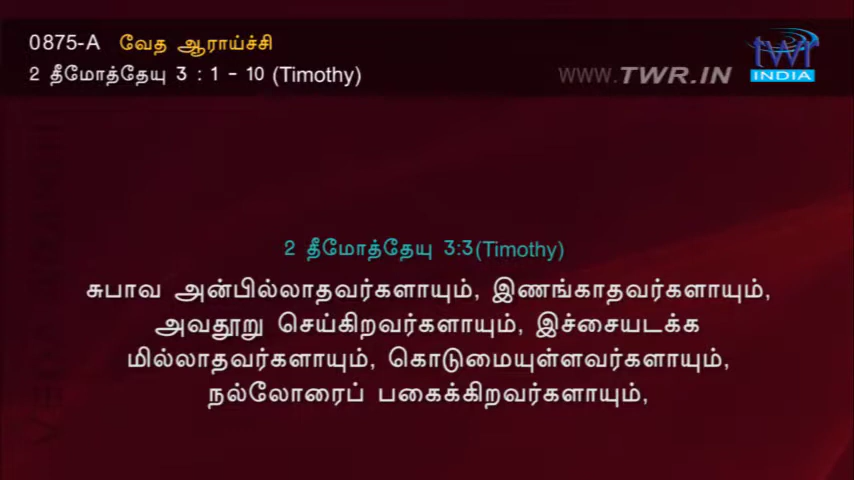 0875-A வேத ஆராய்ச்சி
2 தீமோத்தேயு 3 : 1 - 10 (Timothy)
www.TWR.IN
twr
INDIA
2 தீமோத்தேயு 3:3(Timothy)
சுபாவ அன்பில்லாதவர்களாயும், இணங்காதவர்களாயும்,
அவதூறு செய்கிறவர்களாயும், இச்சையடக்க
மில்லாதவர்களாயும், கொடுமையுள்ளவர்களாயும்,
நல்லோரைப் பகைக்கிறவர்களாயும்,